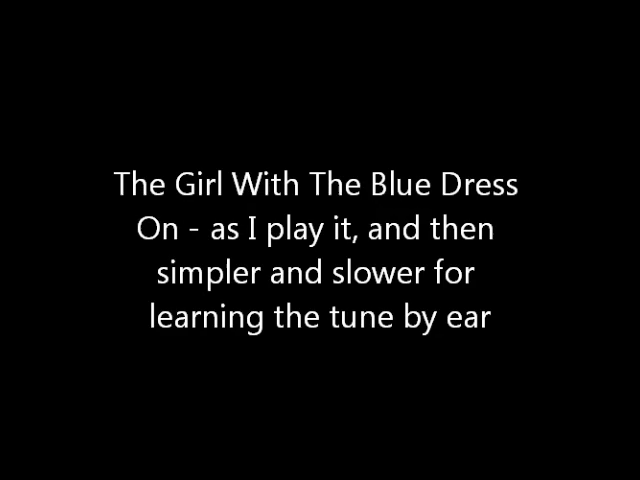 The Girl With The Blue Dress
On - as I play it, and then
simpler and slower for
learning the tune by ear